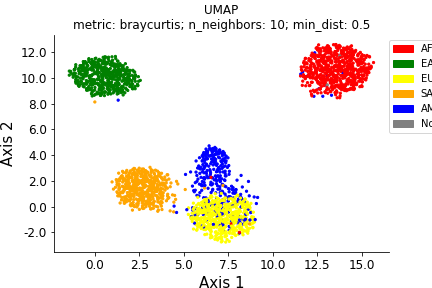 UMAP
metric: braycurtis; n_neighbors: 10; min_dist: 0.5
12.0
10.0
8.0
6.0
4.0
2.0
0.0
-2.0
Axis 2
0.0
2.5
5.0
7.5
10.0
12.5
15.0
Axis 1
AF
EA
EU
SA
AM
No